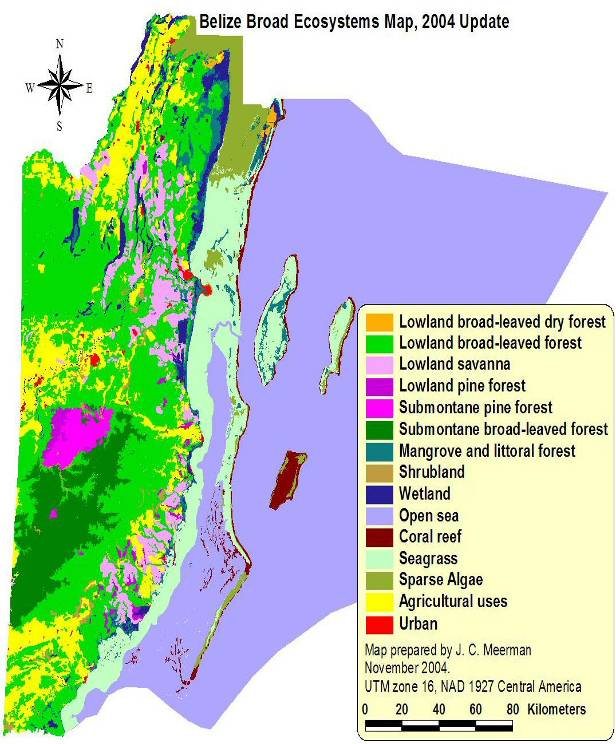 Belize Broad Ecosystems Map, 2004 Update
N
W E
S
Lowland broad-leaved dry forest
Lowland broad-leaved forest
Lowland savanna
Lowland pine forest
Submontane pine forest
Submontane broad-leaved forest
Mangrove and littoral forest
Shrubland
Wetland
Open sea
Coral reef
Seagrass
Sparse Algae
Agricultural uses
Urban
Map prepared by J. C. Meerman
November 2004.
UTM zone 16, NAD 1927 Central America
0 20 40 60 80 Kilometers